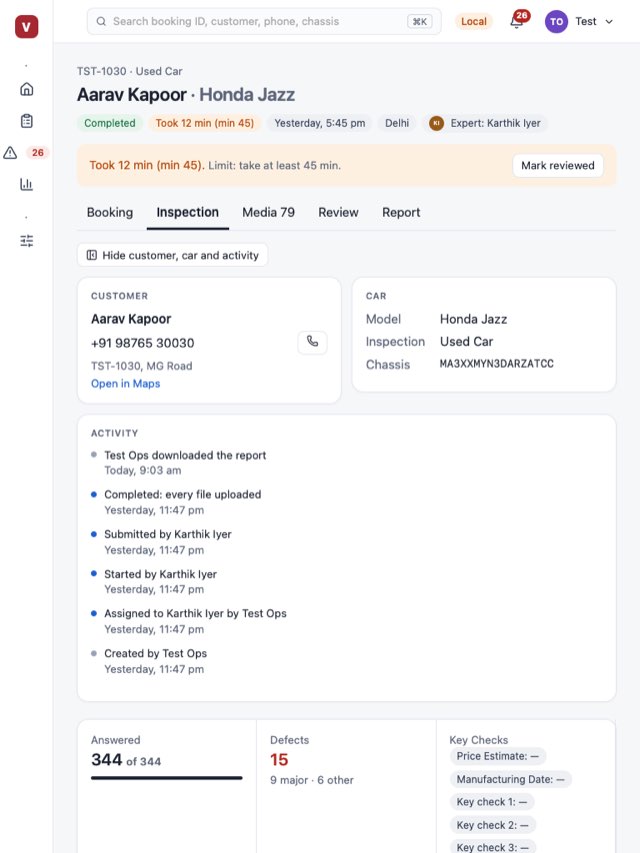 V
Search booking ID, customer, phone, chassis
⌘K
Local
26
TO
Test
26
TST-1030 · Used Car
Aarav Kapoor · Honda Jazz
Completed
Took 12 min (min 45)
Yesterday, 5:45 pm
Delhi
KI
Expert: Karthik Iyer
Took 12 min (min 45). Limit: take at least 45 min.
Mark reviewed
Booking
Inspection
Media 79
Review
Report
Hide customer, car and activity
CUSTOMER
Aarav Kapoor
+91 98765 30030
TST-1030, MG Road
Open in Maps
CAR
Model Honda Jazz
Inspection Used Car
Chassis MA3XXMYN3DARZATCC
ACTIVITY
Test Ops downloaded the report
Today, 9:03 am
Completed: every file uploaded
Yesterday, 11:47 pm
Submitted by Karthik Iyer
Yesterday, 11:47 pm
Started by Karthik Iyer
Yesterday, 11:47 pm
Assigned to Karthik Iyer by Test Ops
Yesterday, 11:47 pm
Created by Test Ops
Yesterday, 11:47 pm
Answered
344 of 344
Defects
15
9 major · 6 other
Key Checks
Price Estimate: —
Manufacturing Date: —
Key check 1: —
Key check 2: —
Key check 3: —